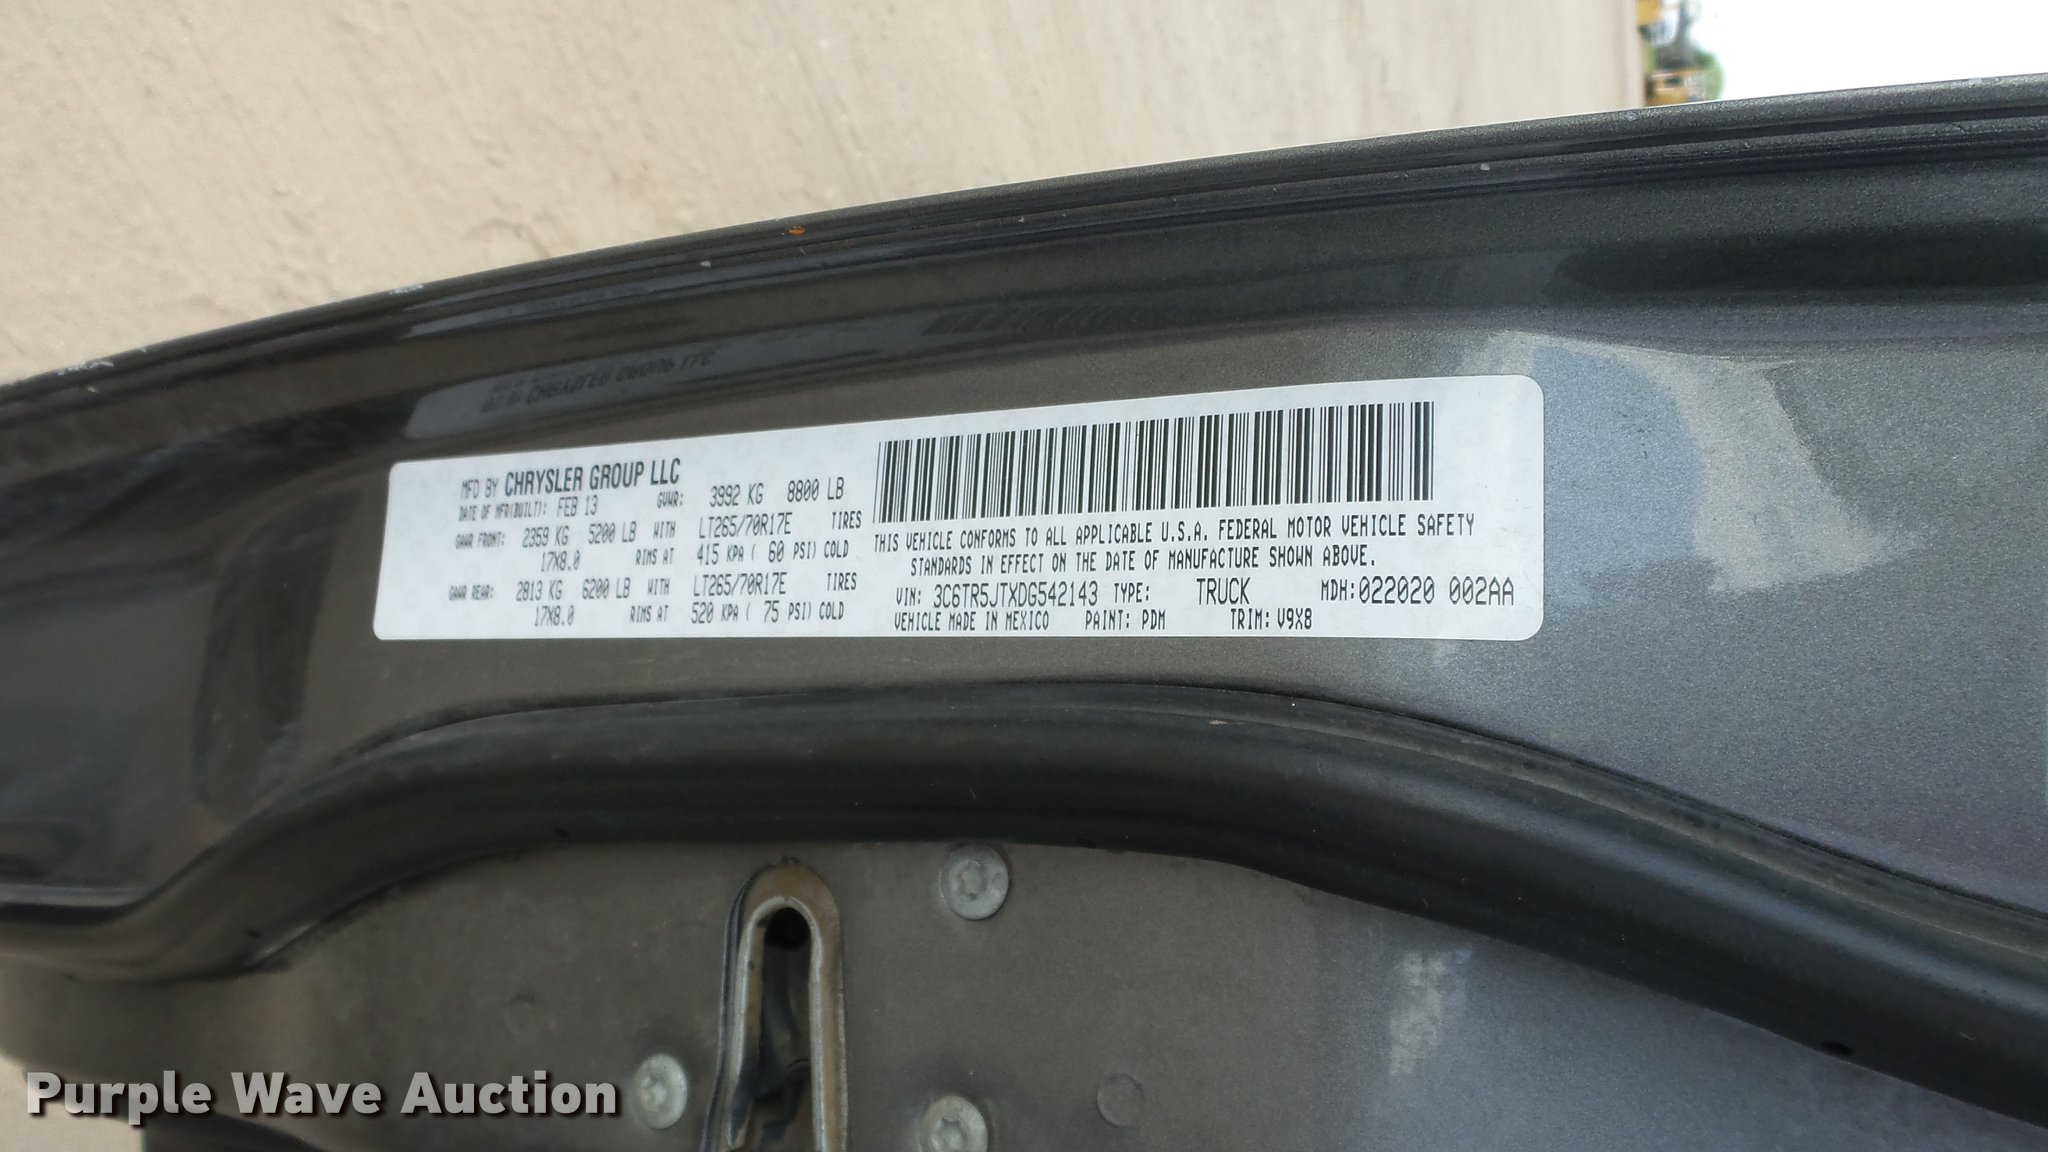 MFD BY CHRYSLER GROUP LLC
DATE OF MFR(BUILT): FEB 13 GVWR: 3992 KG 8800 LB
GAWR FRONT: 2359 KG 5200 LB WITH LT265/70R17E TIRES
17X8.0 RIMS AT 415 KPA ( 60 PSI) COLD
GAWR REAR: 2813 KG 6200 LB WITH LT265/70R17E TIRES
17X8.0 RIMS AT 520 KPA ( 75 PSI) COLD
THIS VEHICLE CONFORMS TO ALL APPLICABLE U.S.A. FEDERAL MOTOR VEHICLE SAFETY
STANDARDS IN EFFECT ON THE DATE OF MANUFACTURE SHOWN ABOVE.
VIN: 3C6TR5JTXDG542143 TYPE: TRUCK MDH:022020 002AA
VEHICLE MADE IN MEXICO PAINT: PDM TRIM: V9X8
Purple Wave Auction